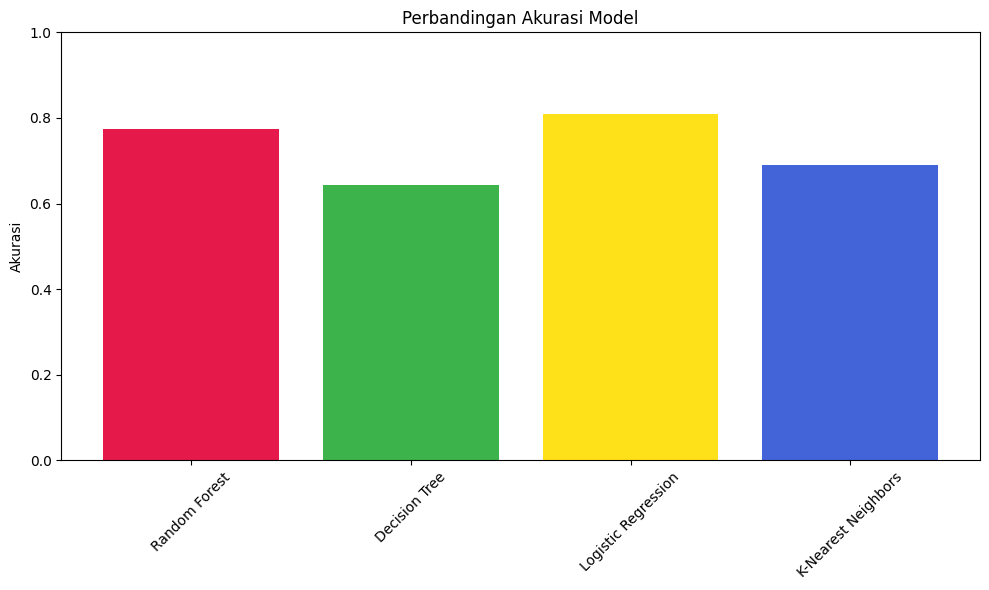 Perbandingan Akurasi Model
Akurasi
1.0
0.8
0.6
0.4
0.2
0.0
Random Forest
Decision Tree
Logistic Regression
K-Nearest Neighbors